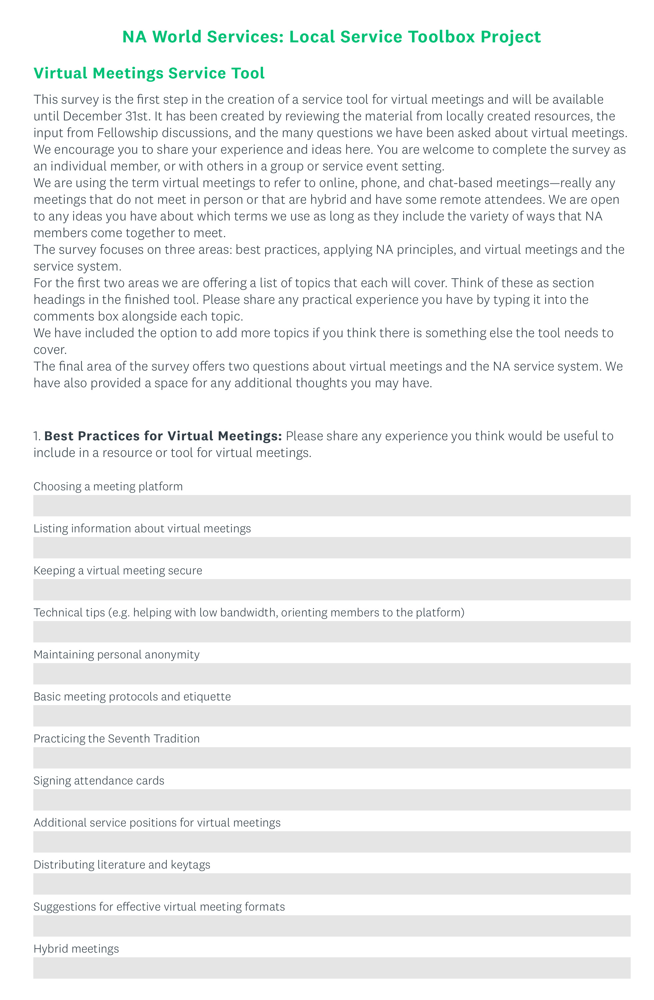 NA World Services: Local Service Toolbox Project
Virtual Meetings Service Tool
This survey is the first step in the creation of a service tool for virtual meetings and will be available
until December 31st. It has been created by reviewing the material from locally created resources, the
input from Fellowship discussions, and the many questions we have been asked about virtual meetings.
We encourage you to share your experience and ideas here. You are welcome to complete the survey as
an individual member, or with others in a group or service event setting.
We are using the term virtual meetings to refer to online, phone, and chat-based meetings—really any
meetings that do not meet in person or that are hybrid and have some remote attendees. We are open
to any ideas you have about which terms we use as long as they include the variety of ways that NA
members come together to meet.
The survey focuses on three areas: best practices, applying NA principles, and virtual meetings and the
service system.
For the first two areas we are offering a list of topics that each will cover. Think of these as section
headings in the finished tool. Please share any practical experience you have by typing it into the
comments box alongside each topic.
We have included the option to add more topics if you think there is something else the tool needs to
cover.
The final area of the survey offers two questions about virtual meetings and the NA service system. We
have also provided a space for any additional thoughts you may have.
1. Best Practices for Virtual Meetings: Please share any experience you think would be useful to
include in a resource or tool for virtual meetings.
Choosing a meeting platform
Listing information about virtual meetings
Keeping a virtual meeting secure
Technical tips (e.g. helping with low bandwidth, orienting members to the platform)
Maintaining personal anonymity
Basic meeting protocols and etiquette
Practicing the Seventh Tradition
Signing attendance cards
Additional service positions for virtual meetings
Distributing literature and keytags
Suggestions for effective virtual meeting formats
Hybrid meetings